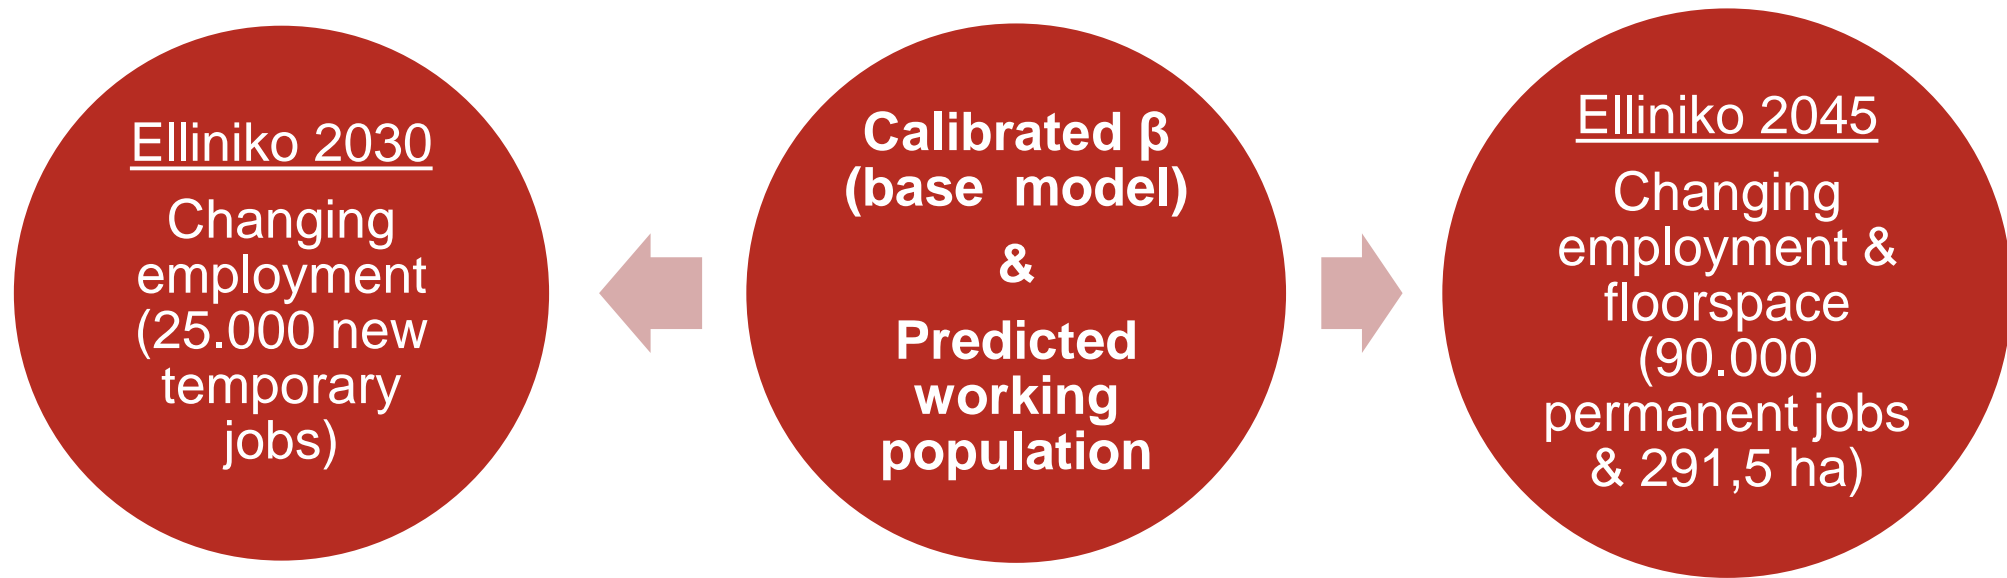 Elliniko 2030
Changing
employment
(25.000 new
temporary
jobs)
Calibrated β
(base model)
&
Predicted
working
population
Elliniko 2045
Changing
employment &
floorspace
(90.000
permanent jobs
& 291,5 ha)